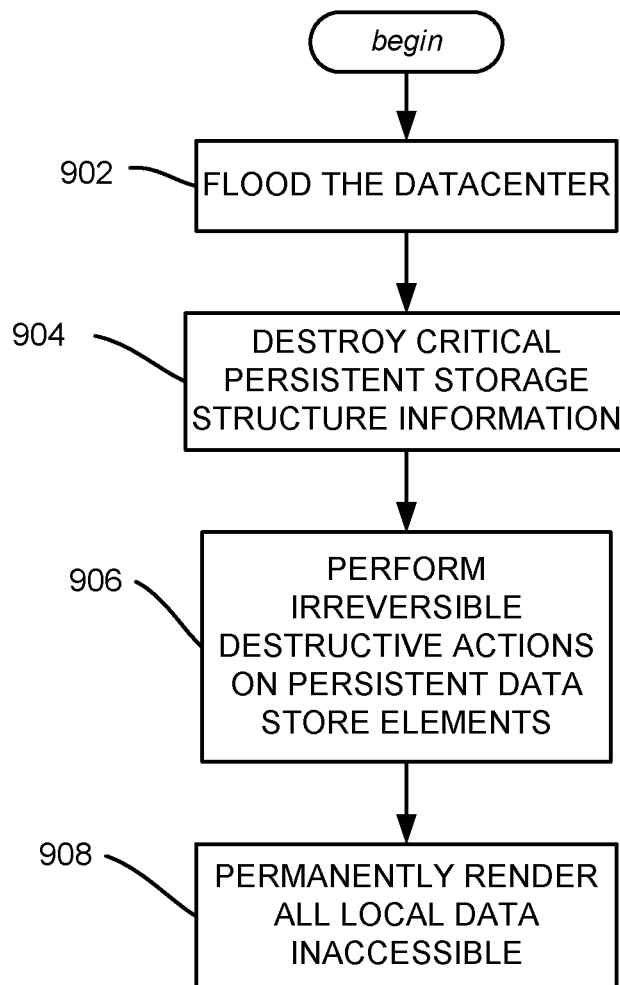 begin
902
FLOOD THE DATACENTER
904
DESTROY CRITICAL
PERSISTENT STORAGE
STRUCTURE INFORMATION
906
PERFORM
IRREVERSIBLE
DESTRUCTIVE ACTIONS
ON PERSISTENT DATA
STORE ELEMENTS
908
PERMANENTLY RENDER
ALL LOCAL DATA
INACCESSIBLE